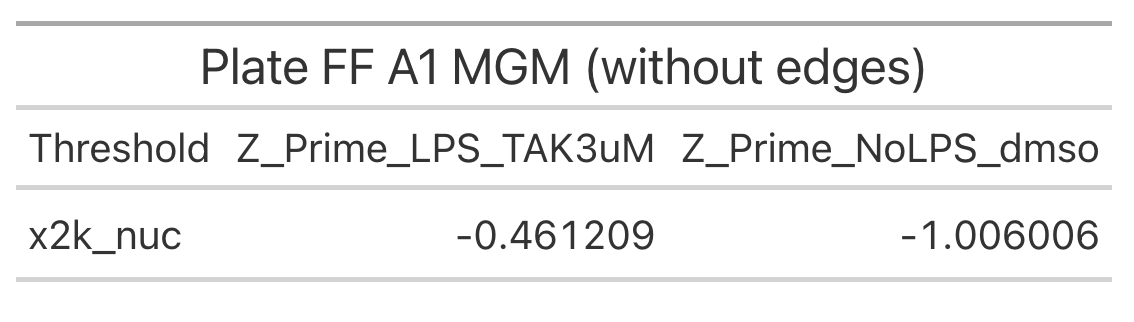 Plate FF A1 MGM (without edges)
Threshold Z_Prime_LPS_TAK3uM Z_Prime_NoLPS_dmso
x2k_nuc -0.461209 -1.006006